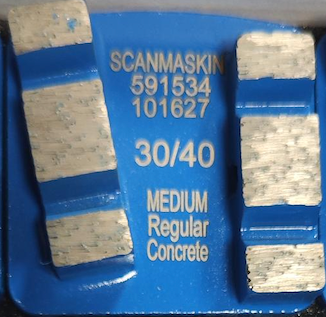 SCANMASKIN
591534
101627
30/40
MEDIUM
Regular
Concrete